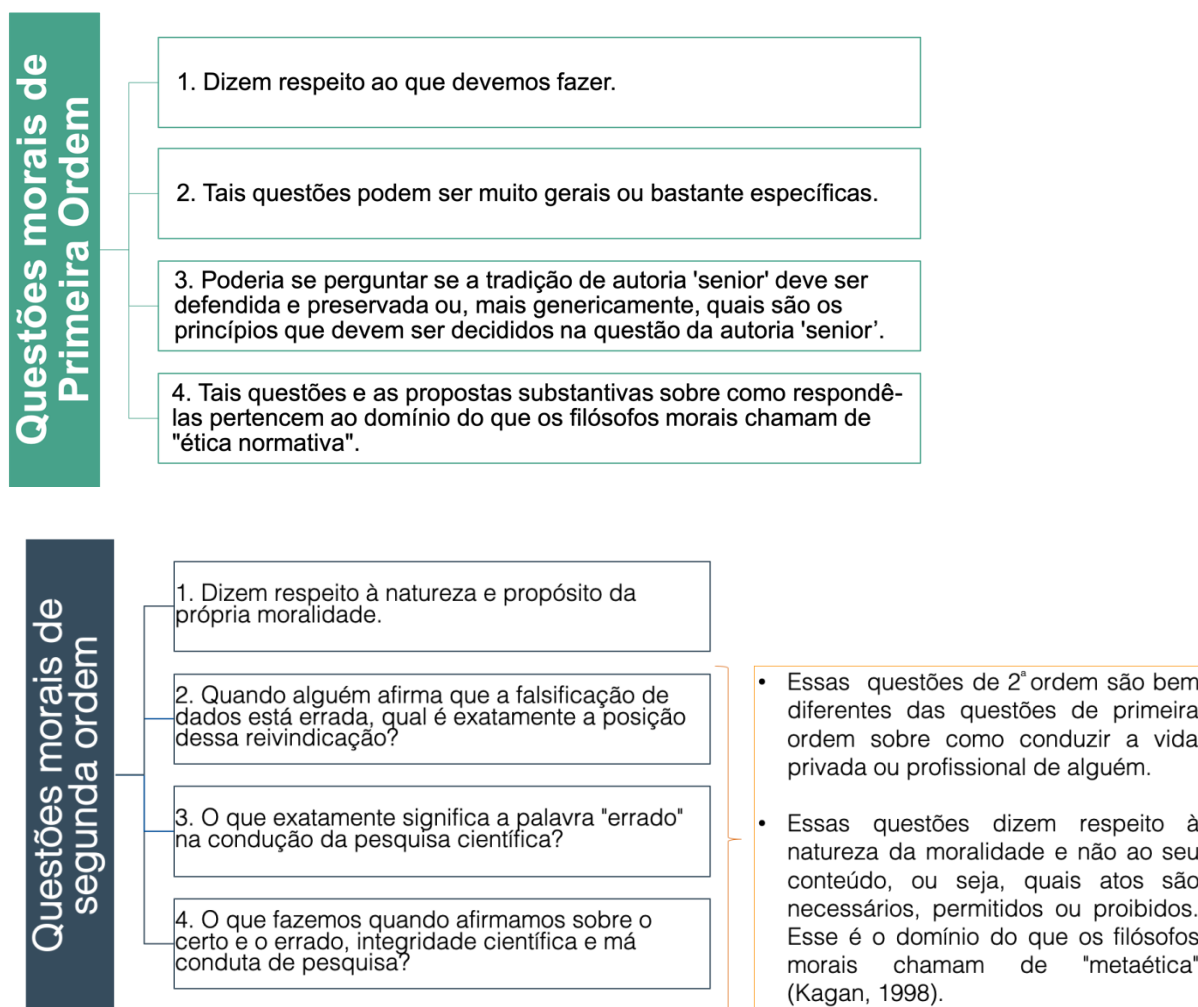 Questões morais de
Primeira Ordem
1. Dizem respeito ao que devemos fazer.
2. Tais questões podem ser muito gerais ou bastante específicas.
3. Poderia se perguntar se a tradição de autoria 'senior' deve ser
defendida e preservada ou, mais genericamente, quais são os
princípios que devem ser decididos na questão da autoria 'senior’.
4. Tais questões e as propostas substantivas sobre como respondê-
las pertencem ao domínio do que os filósofos morais chamam de
"ética normativa".
Questões morais de
segunda ordem
1. Dizem respeito à natureza e propósito da
própria moralidade.
2. Quando alguém afirma que a falsificação de
dados está errada, qual é exatamente a posição
dessa reivindicação?
3. O que exatamente significa a palavra "errado"
na condução da pesquisa científica?
4. O que fazemos quando afirmamos sobre o
certo e o errado, integridade científica e má
conduta de pesquisa?
• Essas questões de 2ª ordem são bem
diferentes das questões de primeira
ordem sobre como conduzir a vida
privada ou profissional de alguém.
• Essas questões dizem respeito à
natureza da moralidade e não ao seu
conteúdo, ou seja, quais atos são
necessários, permitidos ou proibidos.
Esse é o domínio do que os filósofos
morais chamam de "metaética"
(Kagan, 1998).